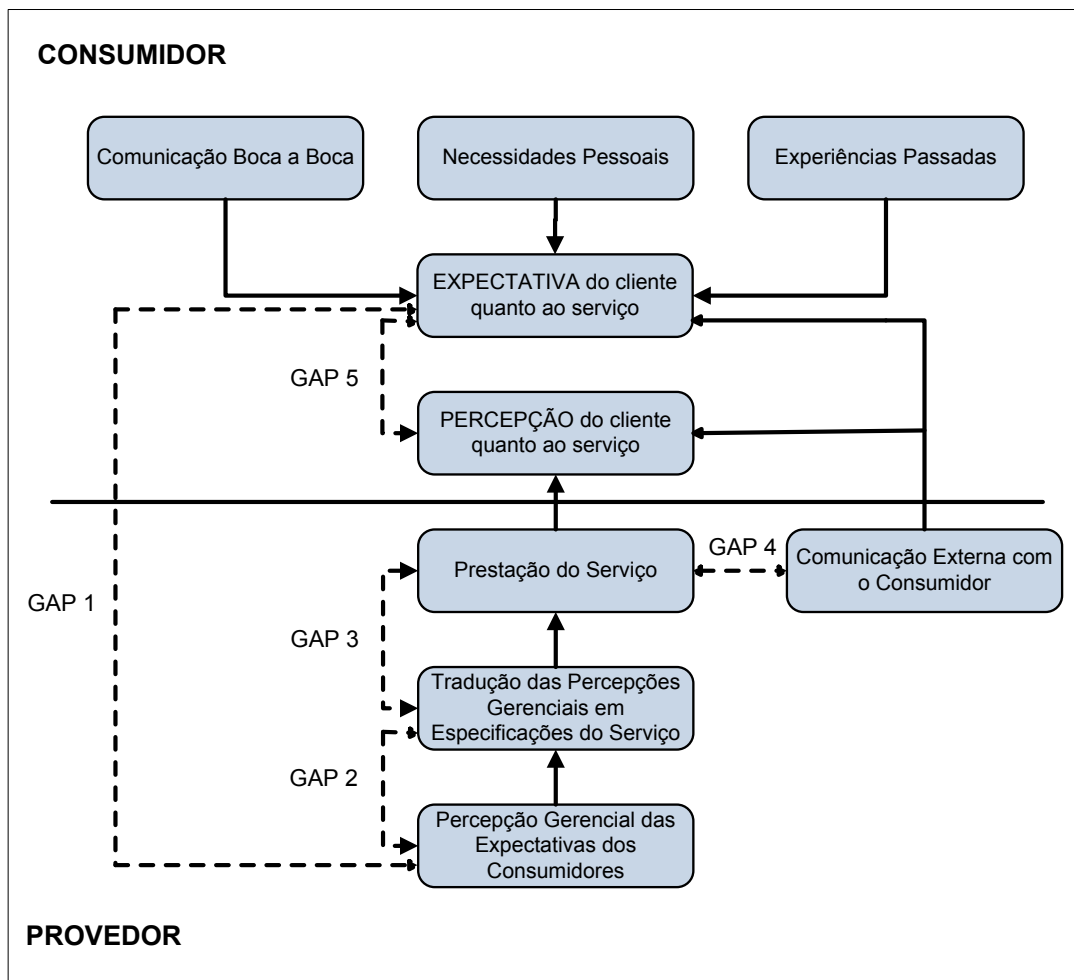 CONSUMIDOR
Comunicação Boca a Boca
Necessidades Pessoais
Experiências Passadas
EXPECTATIVA do cliente
quanto ao serviço
GAP 5
PERCEPÇÃO do cliente
quanto ao serviço
GAP 4
Prestação do Serviço
Comunicação Externa com
o Consumidor
GAP 1
GAP 3
Tradução das Percepções
Gerenciais em
Especificações do Serviço
GAP 2
Percepção Gerencial das
Expectativas dos
Consumidores
PROVEDOR